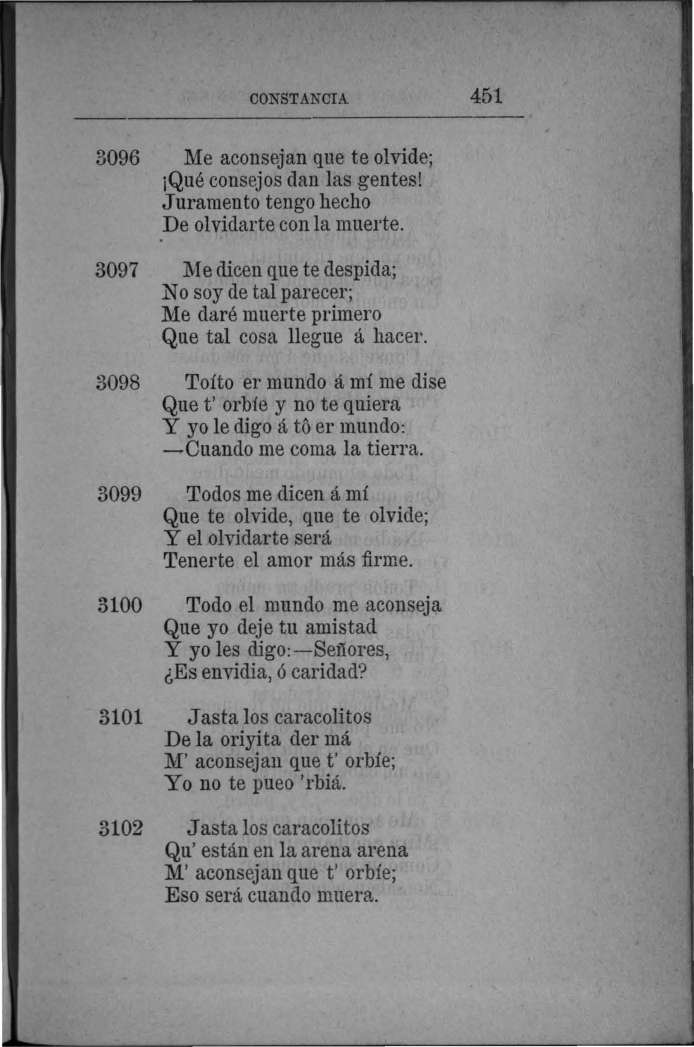 CONSTANCIA 451
3096 Me aconsejan que te olvide;
¡Qué consejos dan las gentes!
Juramento tengo hecho
De olvidarte con la muerte.
3097 Me dicen que te despida;
No soy de tal parecer;
Me daré muerte primero
Que tal cosa llegue á hacer.
3098 Toíto er mundo á mí me dise
Que t' orbíe y no te quiera
Y yo le digo á tô er mundo:
—Cuando me coma la tierra.
3099 Todos me dicen á mí
Que te olvide, que te olvide;
Y el olvidarte será
Tenerte el amor más firme.
3100 Todo el mundo me aconseja
Que yo deje tu amistad
Y yo les digo:—Señores,
¿Es envidia, ó caridad?
3101 Jasta los caracolitos
De la oriyita der má
M' aconsejan que t' orbíe;
Yo no te pueo 'rbiá.
3102 Jasta los caracolitos
Qu' están en la arena arena
M' aconsejan que t' orbíe;
Eso será cuando muera.